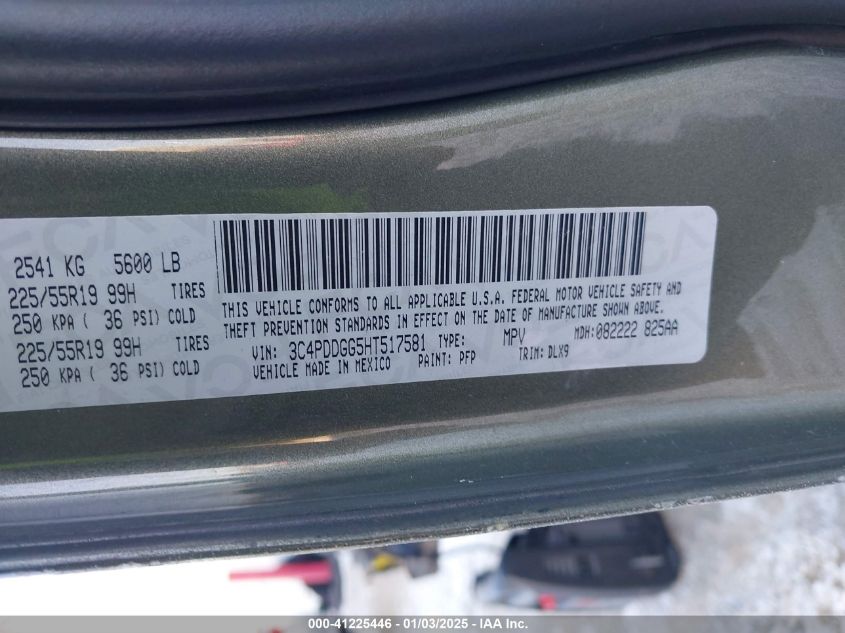 2541 KG 5600 LB
225/55R19 99H TIRES
250 KPA ( 36 PSI) COLD
225/55R19 99H TIRES
250 KPA ( 36 PSI) COLD
THIS VEHICLE CONFORMS TO ALL APPLICABLE U.S.A. FEDERAL MOTOR VEHICLE SAFETY AND
THEFT PREVENTION STANDARDS IN EFFECT ON THE DATE OF MANUFACTURE SHOWN ABOVE.
VIN: 3C4PDDGG5HT517581 TYPE: MPV MDH: 082222 825AA
VEHICLE MADE IN MEXICO PAINT: PFP TRIM: DLX9
000-41225446 - 01/03/2025 - IAA Inc.